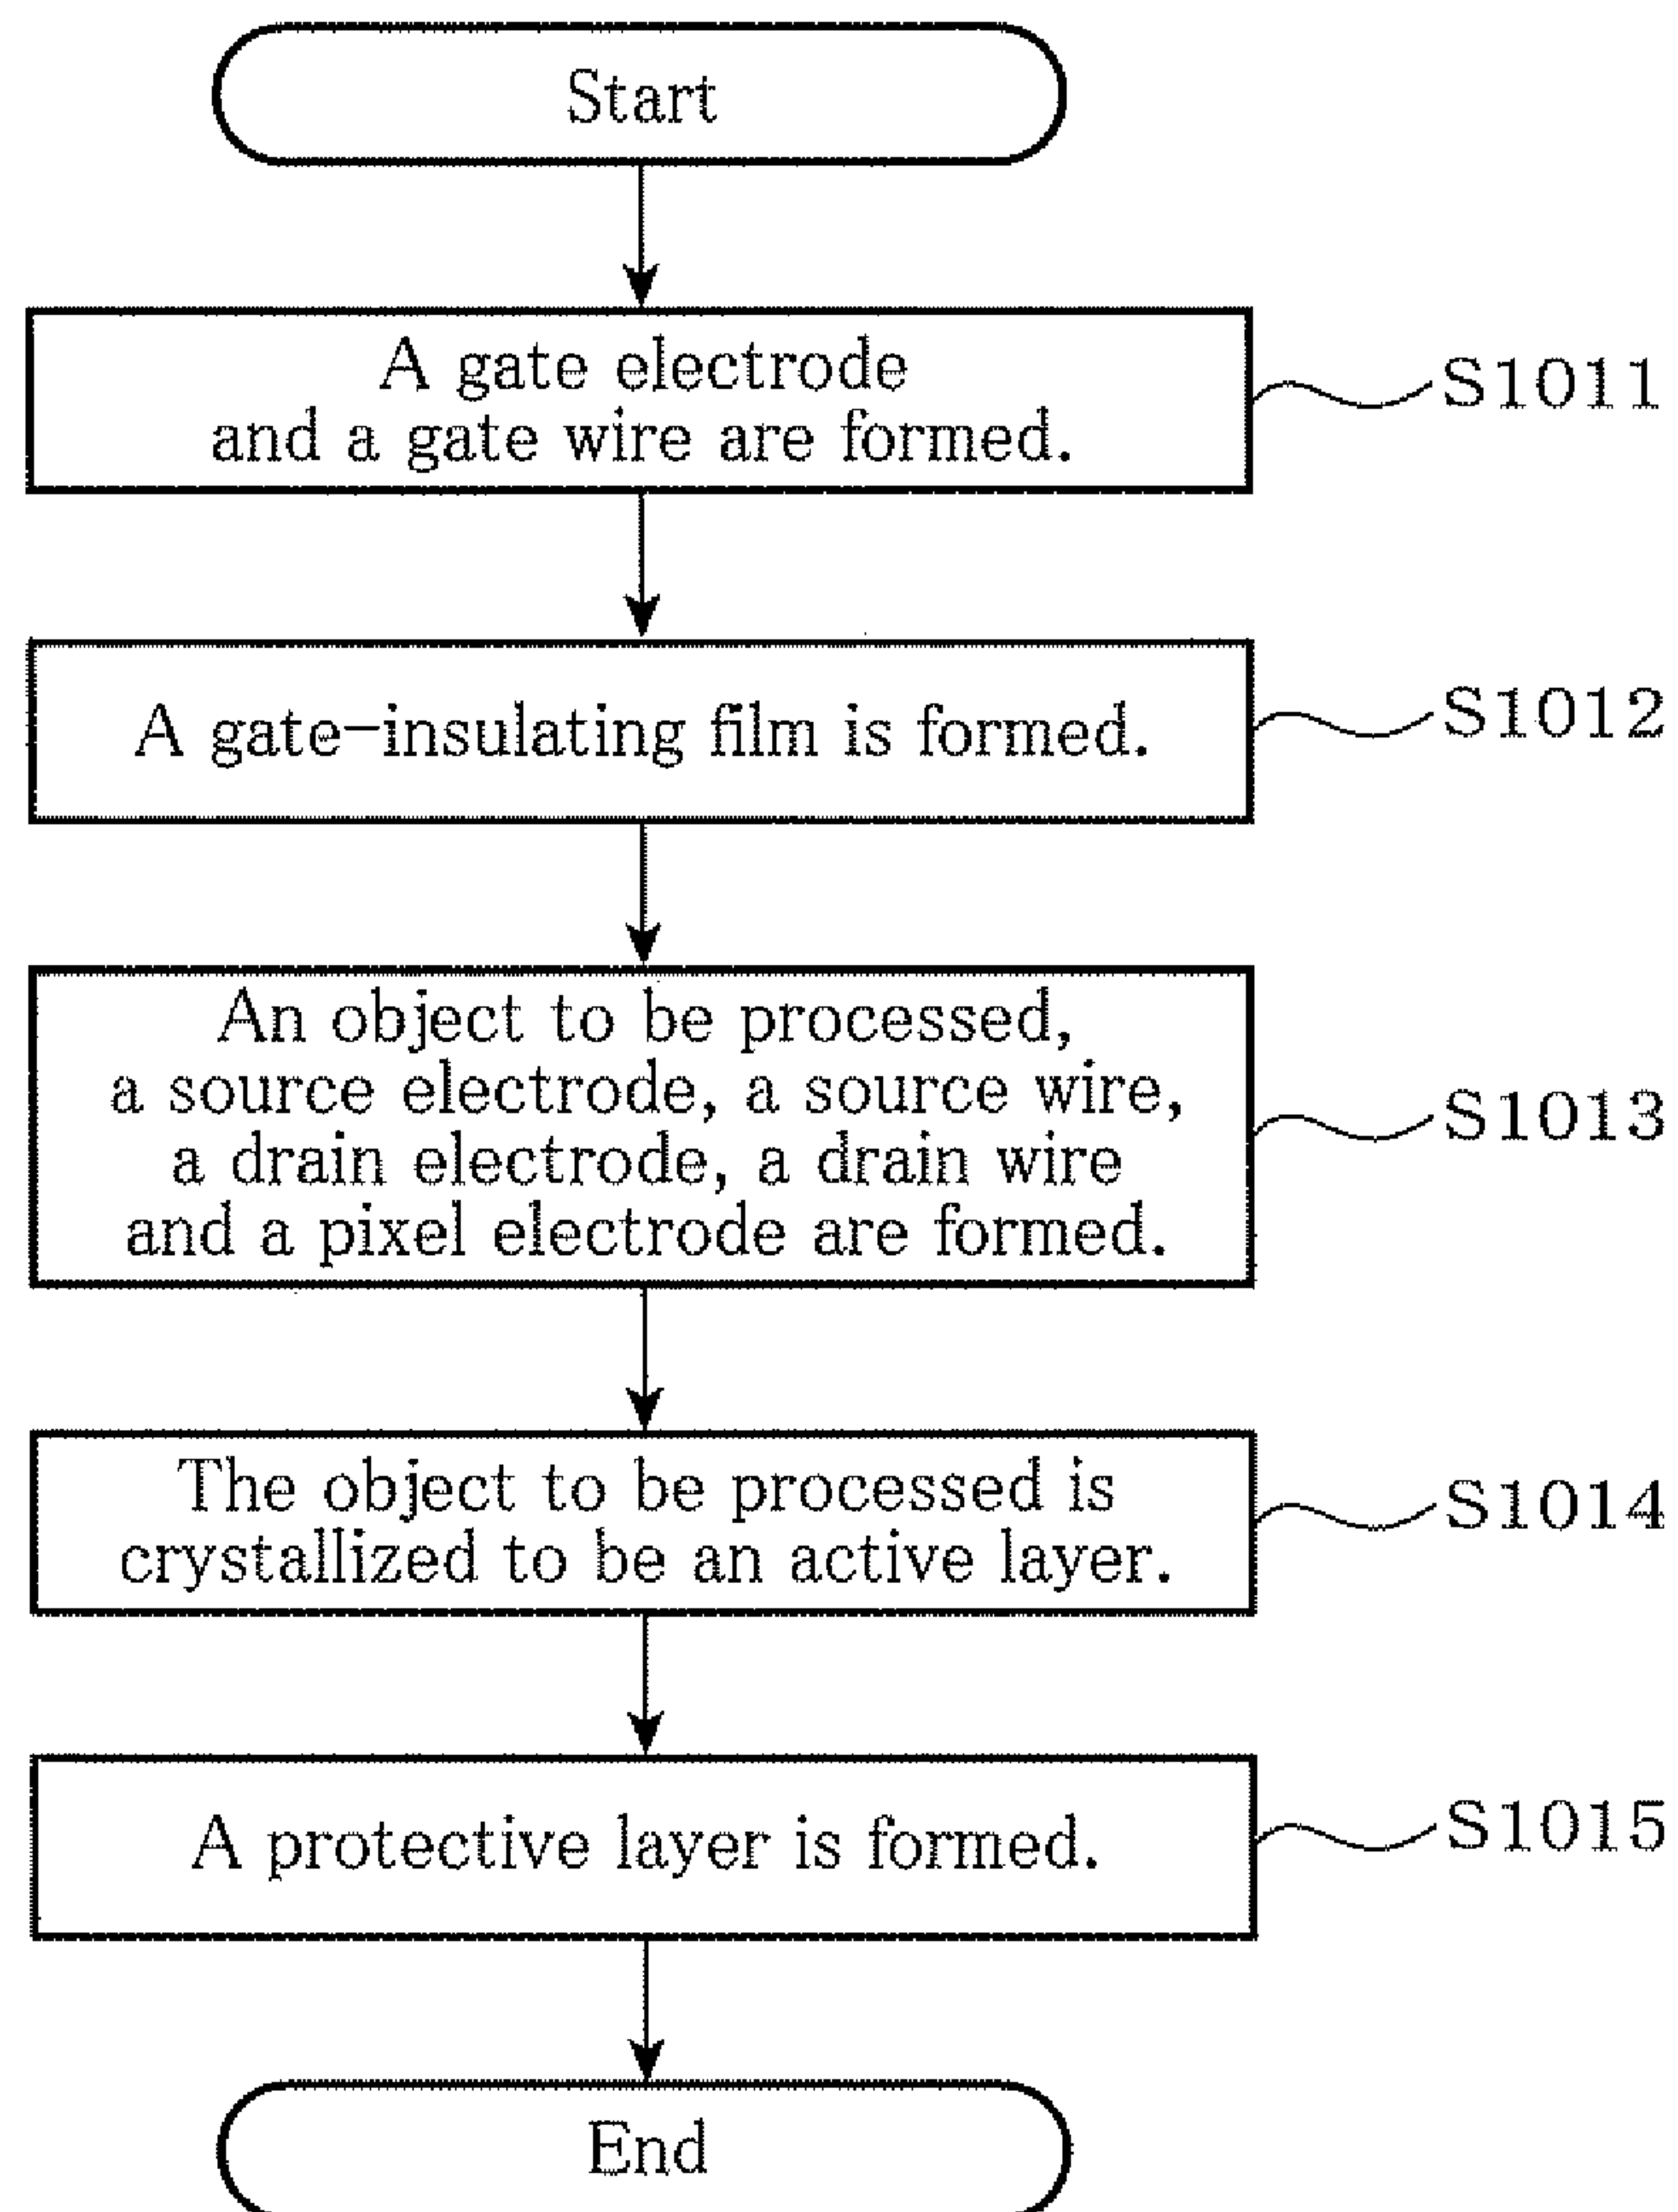 Start
A gate electrode
and a gate wire are formed.
S1011
A gate-insulating film is formed.
S1012
An object to be processed,
a source electrode, a source wire,
a drain electrode, a drain wire
and a pixel electrode are formed.
S1013
The object to be processed is
crystallized to be an active layer.
S1014
A protective layer is formed.
S1015
End